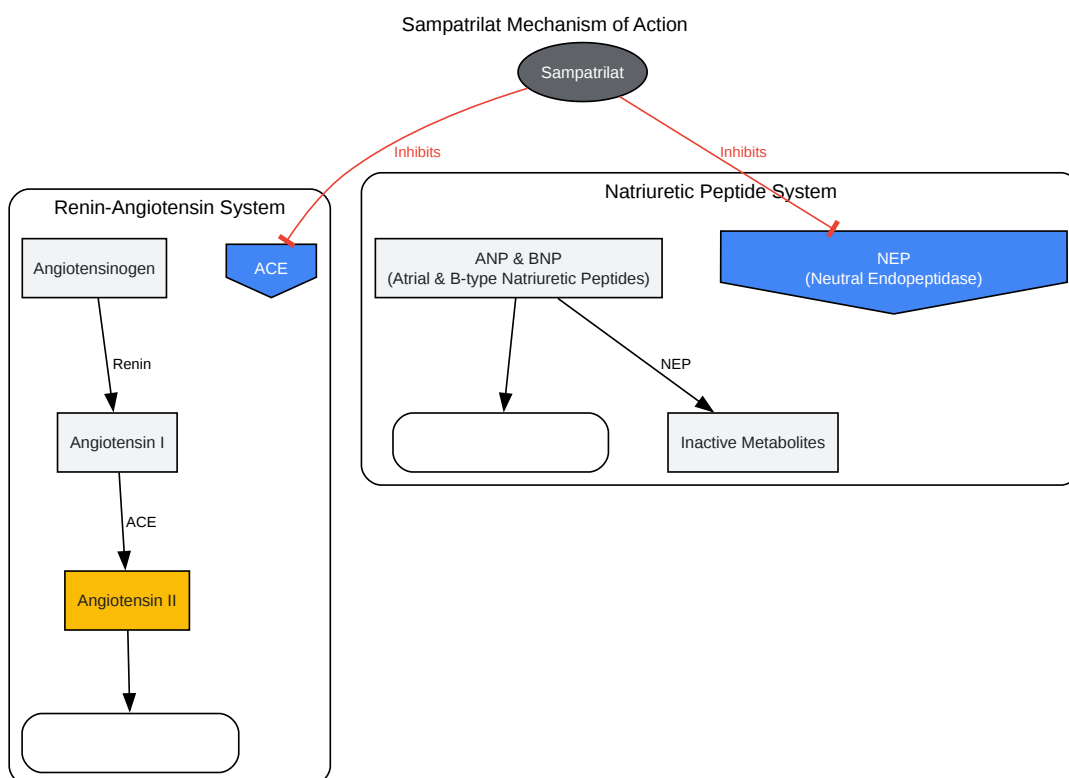 Sampatrilat Mechanism of Action
Sampatrilat
Inhibits
Inhibits
Renin-Angiotensin System
Angiotensinogen
ACE
Renin
Angiotensin I
ACE
Angiotensin II
Natriuretic Peptide System
ANP & BNP
(Atrial & B-type Natriuretic Peptides)
NEP
(Neutral Endopeptidase)
NEP
Inactive Metabolites